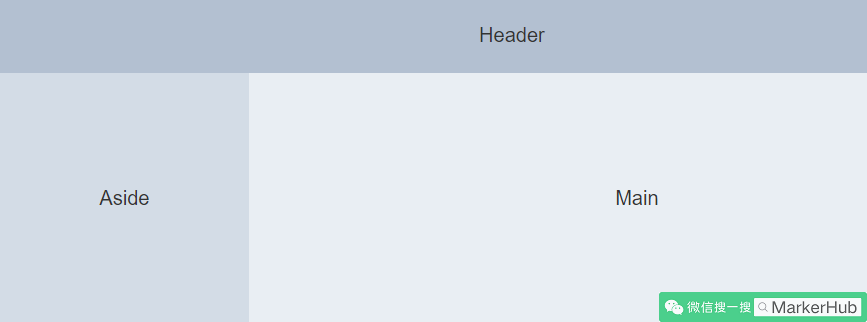 Header
Aside
Main
微信搜一搜 MarkerHub